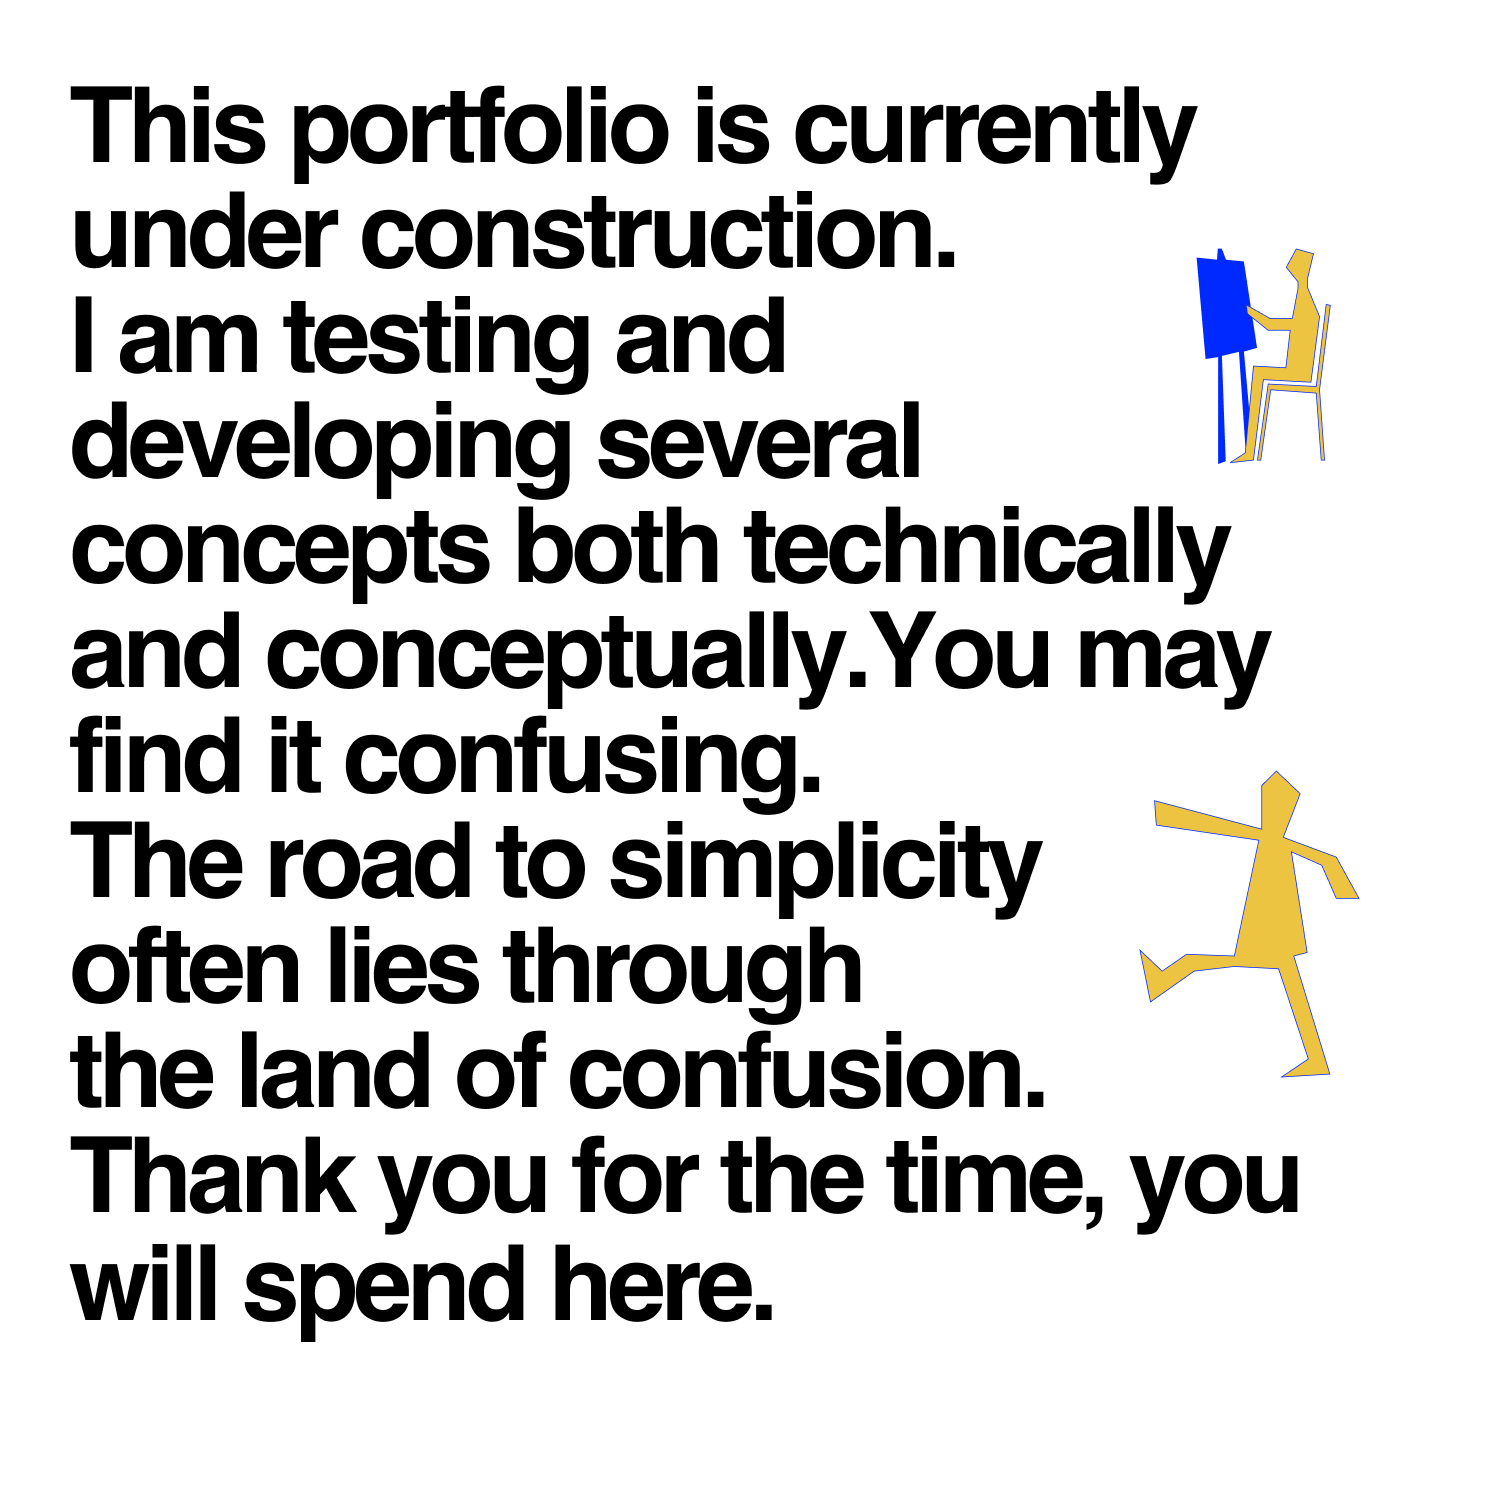 This portfolio is currently
under construction.
I am testing and
developing several
concepts both technically
and conceptually.You may
find it confusing.
The road to simplicity
often lies through
the land of confusion.
Thank you for the time, you
will spend here.